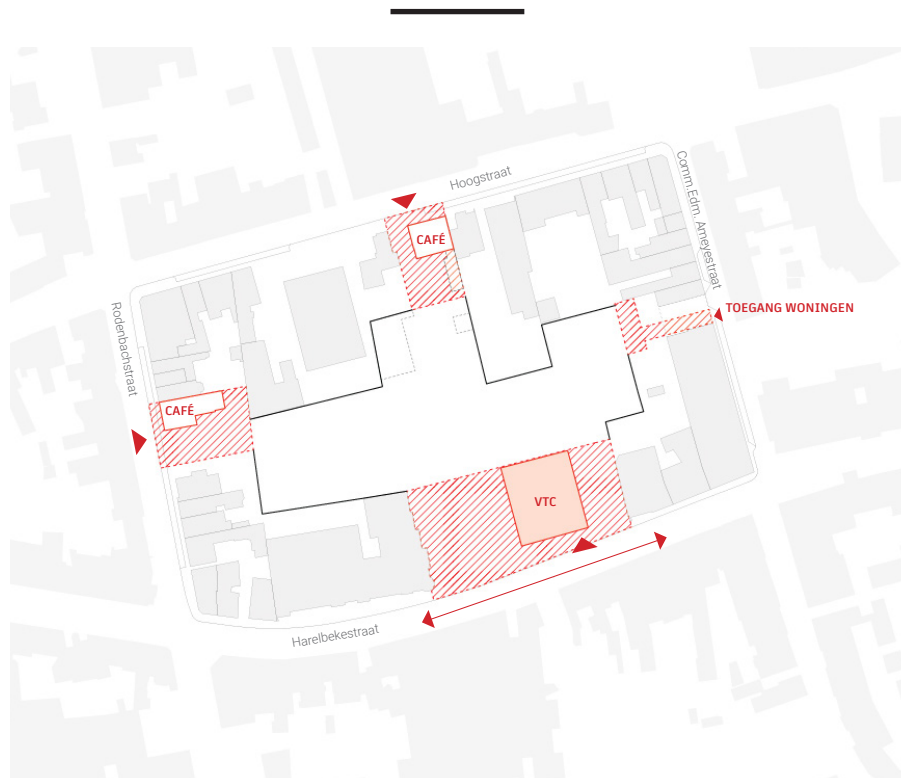 Hoogstraat
Comm. Edm. Ameyestraat
CAFÉ
Rodenbachstraat
TOEGANG WONINGEN
CAFÉ
VTC
Harelbekestraat